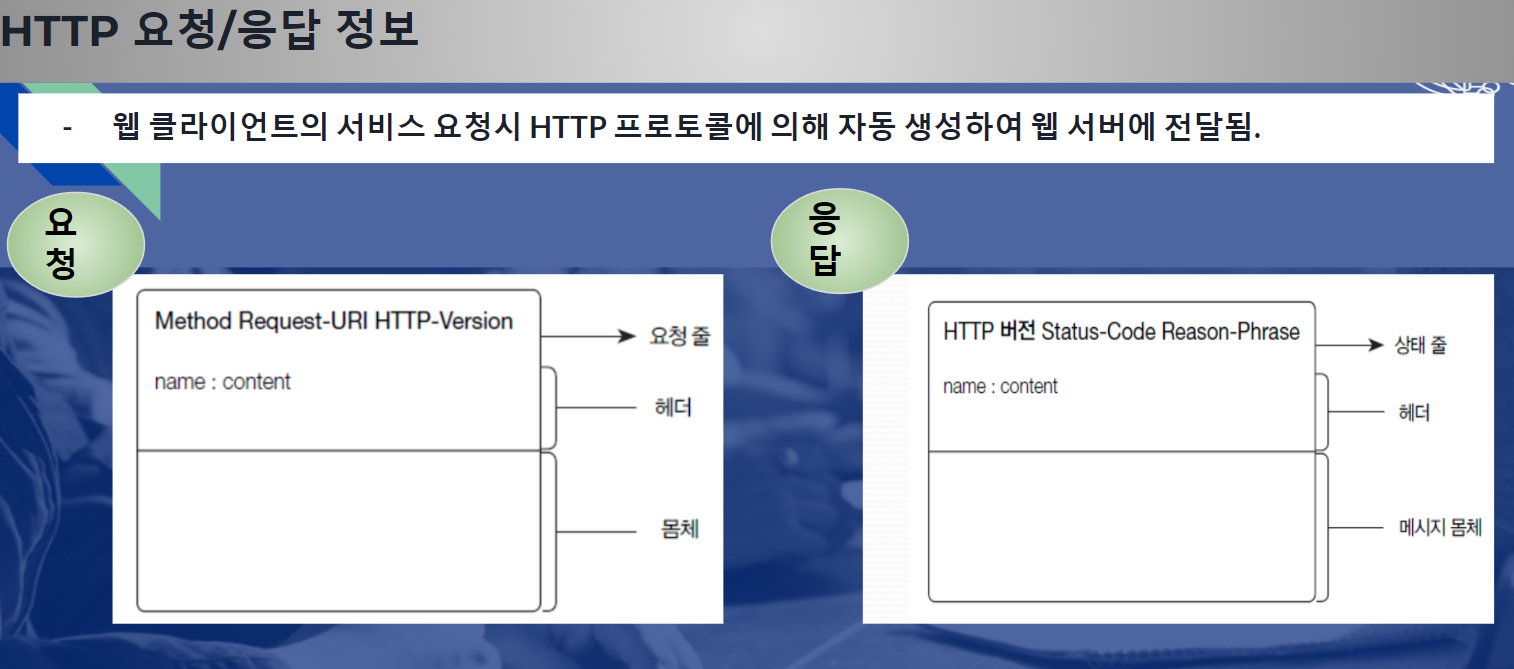 HTTP 요청/응답 정보
- 웹 클라이언트의 서비스 요청시 HTTP 프로토콜에 의해 자동 생성하여 웹 서버에 전달됨.
요
청
Method Request-URI HTTP-Version
요청 줄
name : content
헤더
몸체
응
답
HTTP 버전 Status-Code Reason-Phrase
상태 줄
name : content
헤더
메시지 몸체